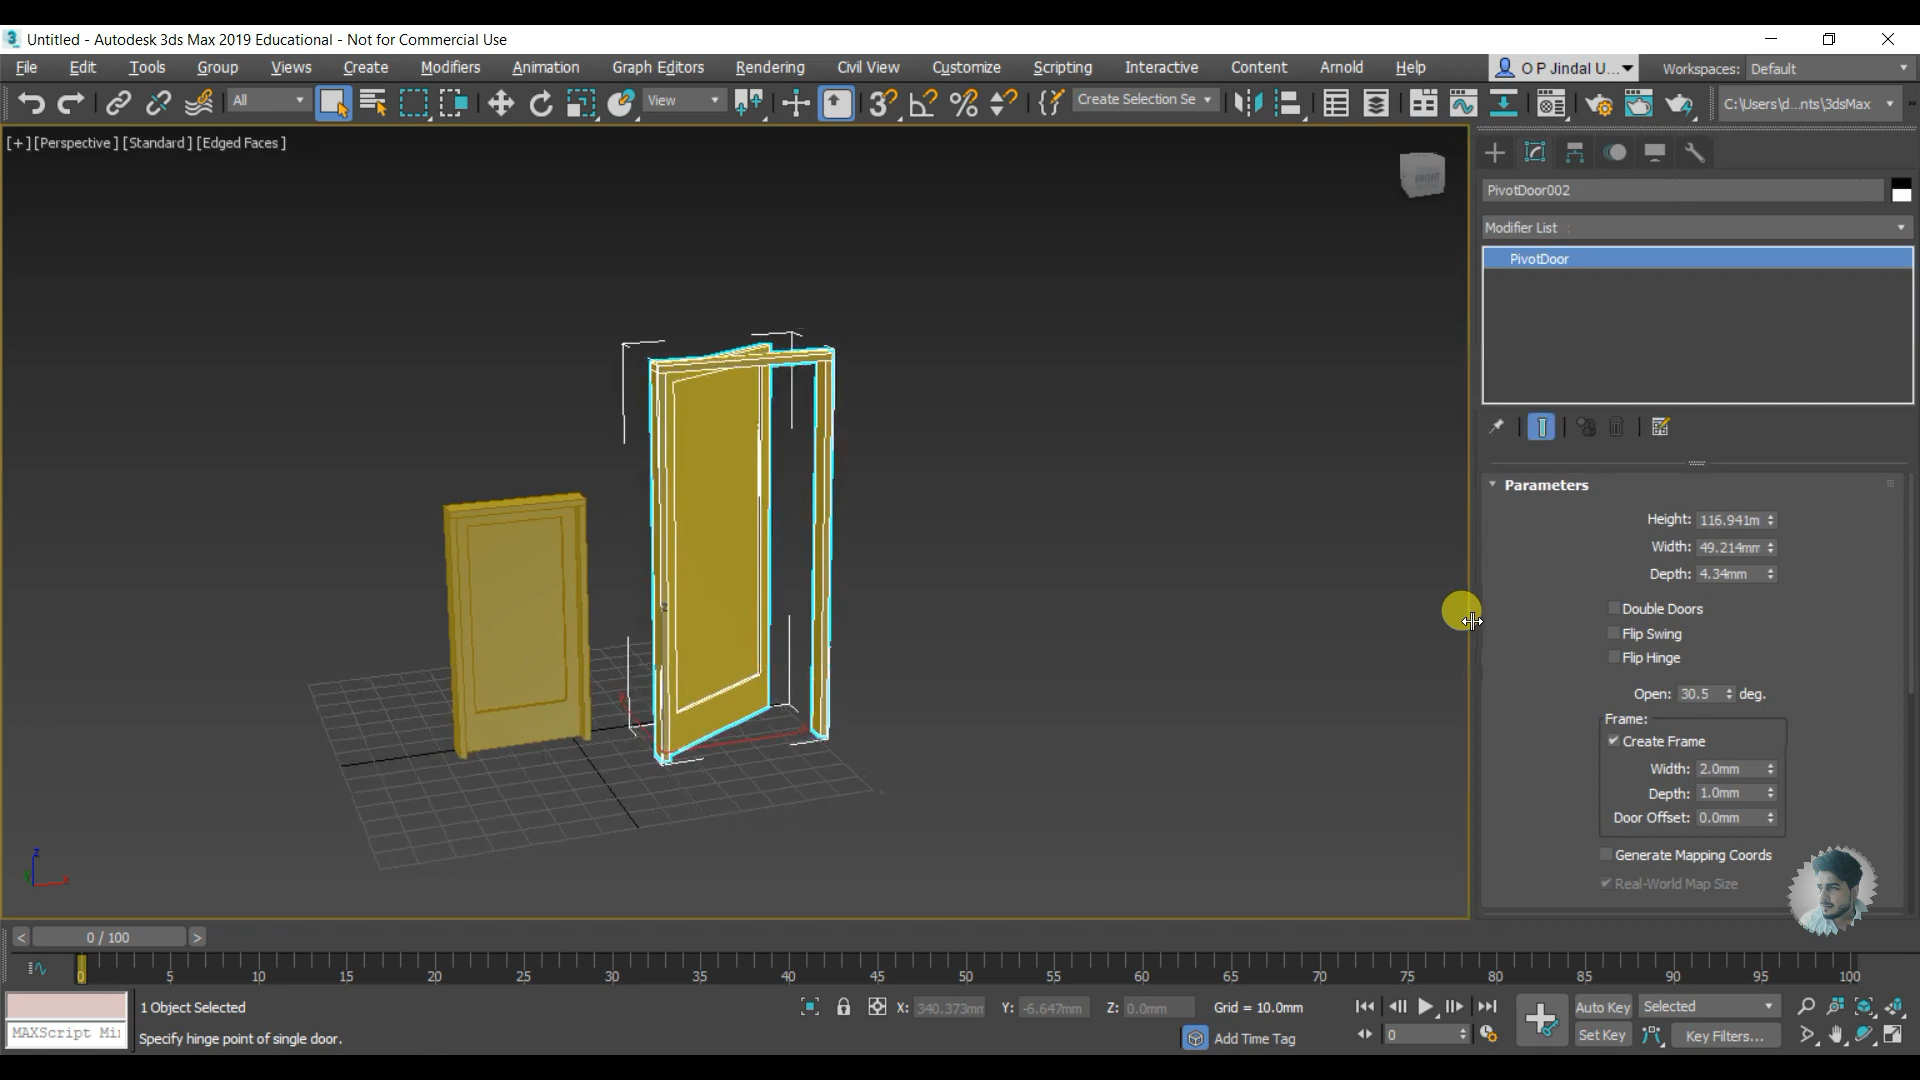 Untitled - Autodesk 3ds Max 2019 Educational - Not for Commercial Use
File Edit Tools Group Views Create Modifiers Animation Graph Editors Rendering Civil View Customize Scripting Interactive Content Arnold Help O P Jindal U... Workspaces: Default
All View Create Selection Se C:\Users\d...nts\3dsMax
[+] [Perspective] [Standard] [Edged Faces]
FRONT
PivotDoor002
Modifier List
PivotDoor
Parameters
Height: 116.941m
Width: 49.214mm
Depth: 4.34mm
Double Doors
Flip Swing
Flip Hinge
Open: 30.5 deg.
Frame:
Create Frame
Width: 2.0mm
Depth: 1.0mm
Door Offset: 0.0mm
Generate Mapping Coords
Real-World Map Size
z
x
< 0 / 100 >
0 5 10 15 20 25 30 35 40 45 50 55 60 65 70 75 80 85 90 95 100
1 Object Selected X: 340.373mm Y: -6.647mm Z: 0.0mm Grid = 10.0mm Auto Key Selected
MAXScript Mi Specify hinge point of single door. Add Time Tag 0 Set Key Key Filters...